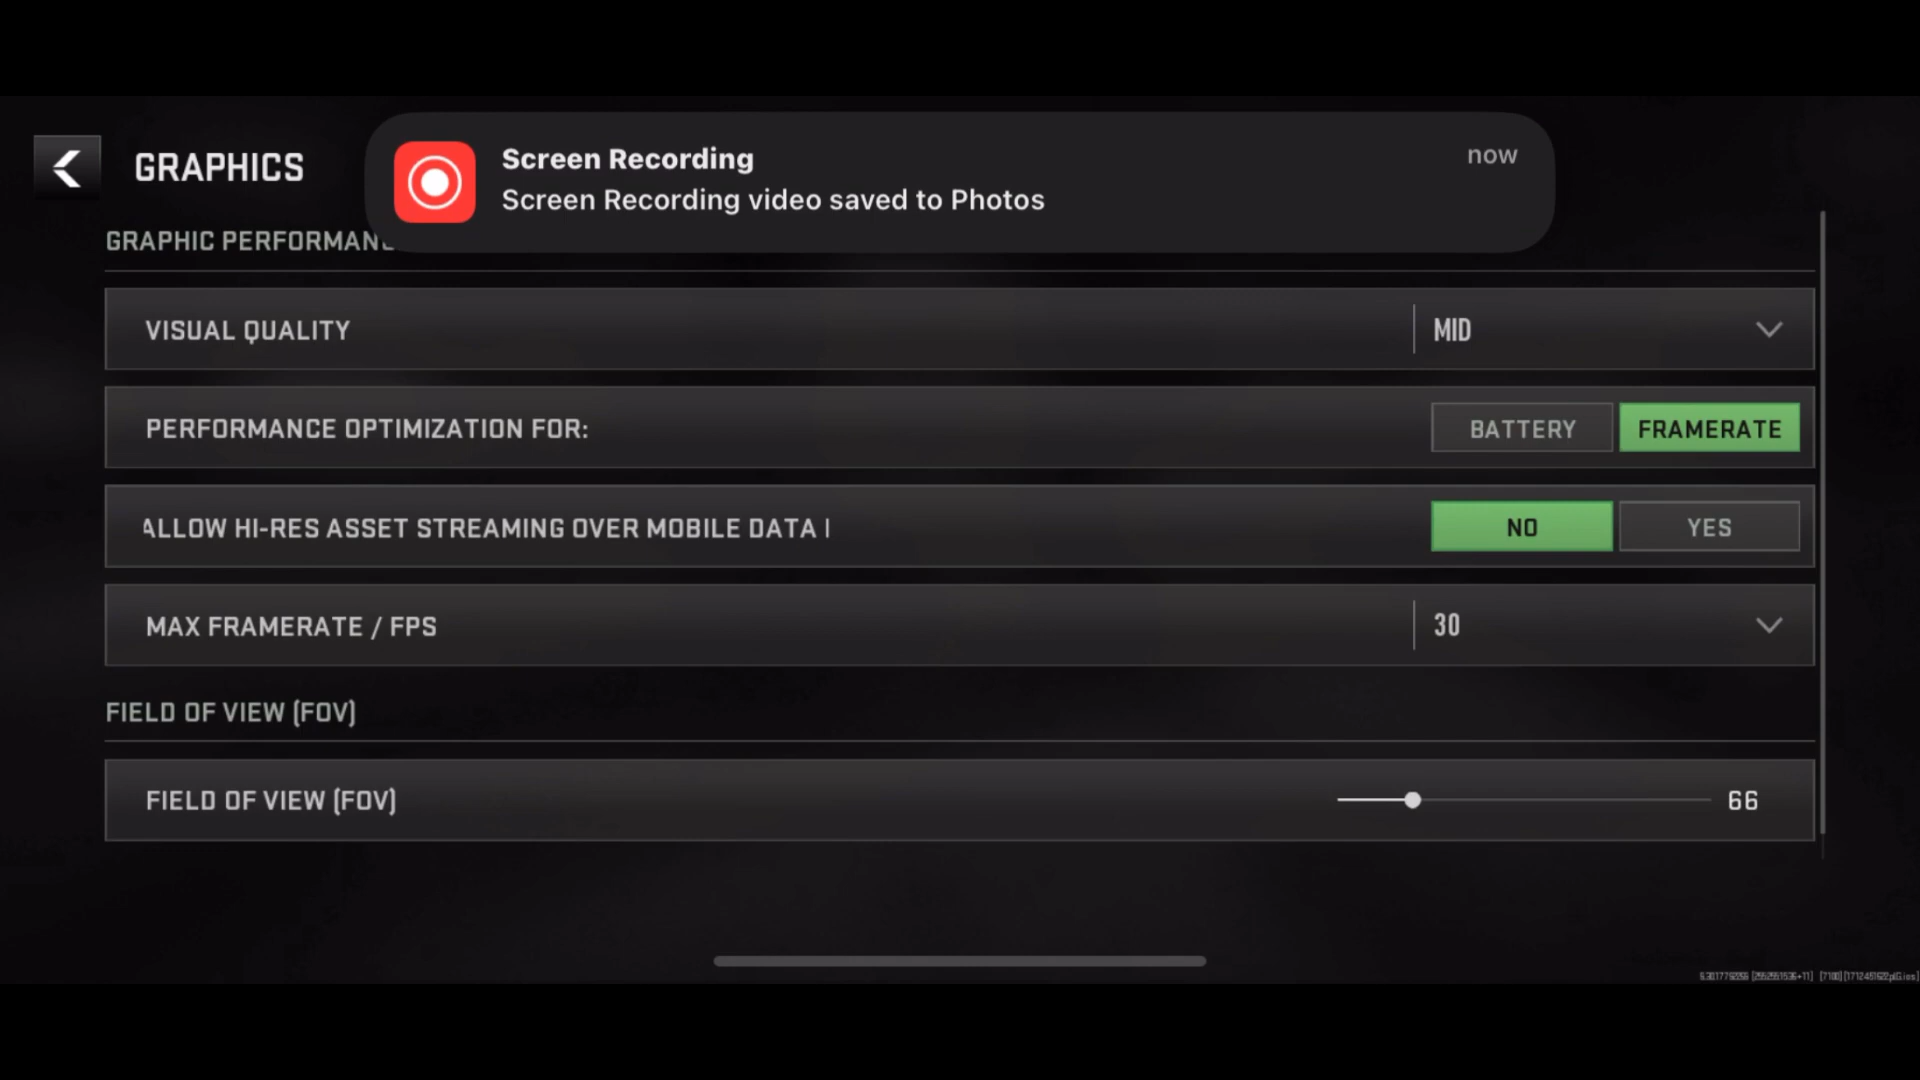 GRAPHICS
Screen Recording
now
Screen Recording video saved to Photos
GRAPHIC
VISUAL QUALITY
MID
PERFORMANCE OPTIMIZATION FOR:
BATTERY
FRAMERATE
ALLOW HI-RES ASSET STREAMING OVER MOBILE DATA
NO
YES
MAX FRAMERATE / FPS
30
FIELD OF VIEW (FOV)
FIELD OF VIEW (FOV)
66